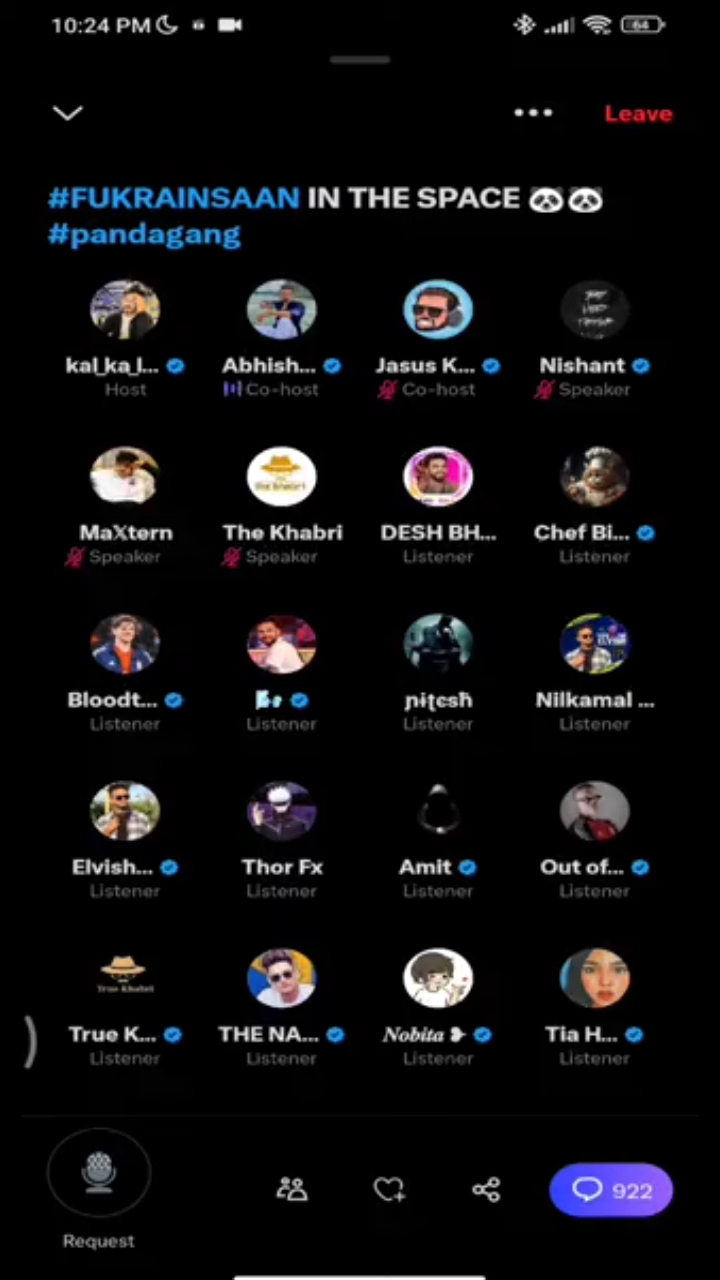 10:24 PM 64
Leave
#FUKRAINSAAN IN THE SPACE 🐼🐼
#pandagang
kal_ka_l... Abhish... Jasus K... Nishant
Host Co-host Co-host Speaker
MaXtern The Khabri DESH BH... Chef Bi...
Speaker Speaker Listener Listener
Bloodt... Nilkamal ...
Listener Listener Listener Listener
Elvish... Thor Fx Amit Out of...
Listener Listener Listener Listener
True Khabri
True K... THE NA... Nobita ❥ Tia H...
Listener Listener Listener Listener
922
Request